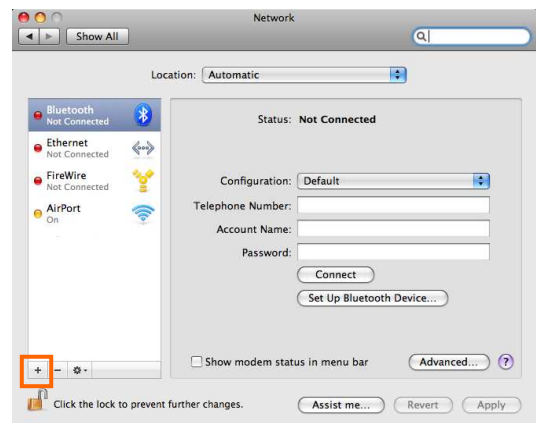 Network
Show All
Location: Automatic
Bluetooth
Not Connected
Ethernet
Not Connected
FireWire
Not Connected
AirPort
On
Status: Not Connected
Configuration: Default
Telephone Number:
Account Name:
Password:
Connect
Set Up Bluetooth Device...
Show modem status in menu bar
Advanced... ?
+ −
Click the lock to prevent further changes.
Assist me... Revert Apply